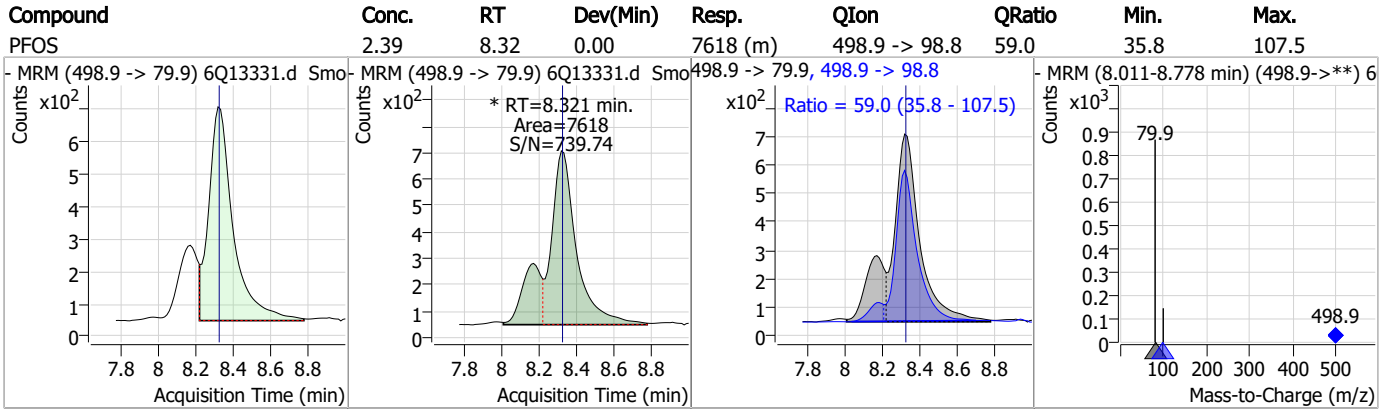 Compound Conc. RT Dev(Min) Resp. QIon QRatio Min. Max.
PFOS 2.39 8.32 0.00 7618 (m) 498.9 -> 98.8 59.0 35.8 107.5
- MRM (498.9 -> 79.9) 6Q13331.d Smo
Counts
x10²
6
5
4
3
2
1
0
7.8 8 8.2 8.4 8.6 8.8
Acquisition Time (min)
- MRM (498.9 -> 79.9) 6Q13331.d Smo
Counts
x10²
* RT=8.321 min.
Area=7618
S/N=739.74
7
6
5
4
3
2
1
0
7.8 8 8.2 8.4 8.6 8.8
Acquisition Time (min)
498.9 -> 79.9, 498.9 -> 98.8
x10²
Ratio = 59.0 (35.8 - 107.5)
7
6
5
4
3
2
1
0
7.8 8 8.2 8.4 8.6 8.8
Acquisition Time (min)
- MRM (8.011-8.778 min) (498.9->**) 6
Counts
x10³
0.9
0.8
0.7
0.6
0.5
0.4
0.3
0.2
0.1
0
79.9
498.9
100 200 300 400 500
Mass-to-Charge (m/z)